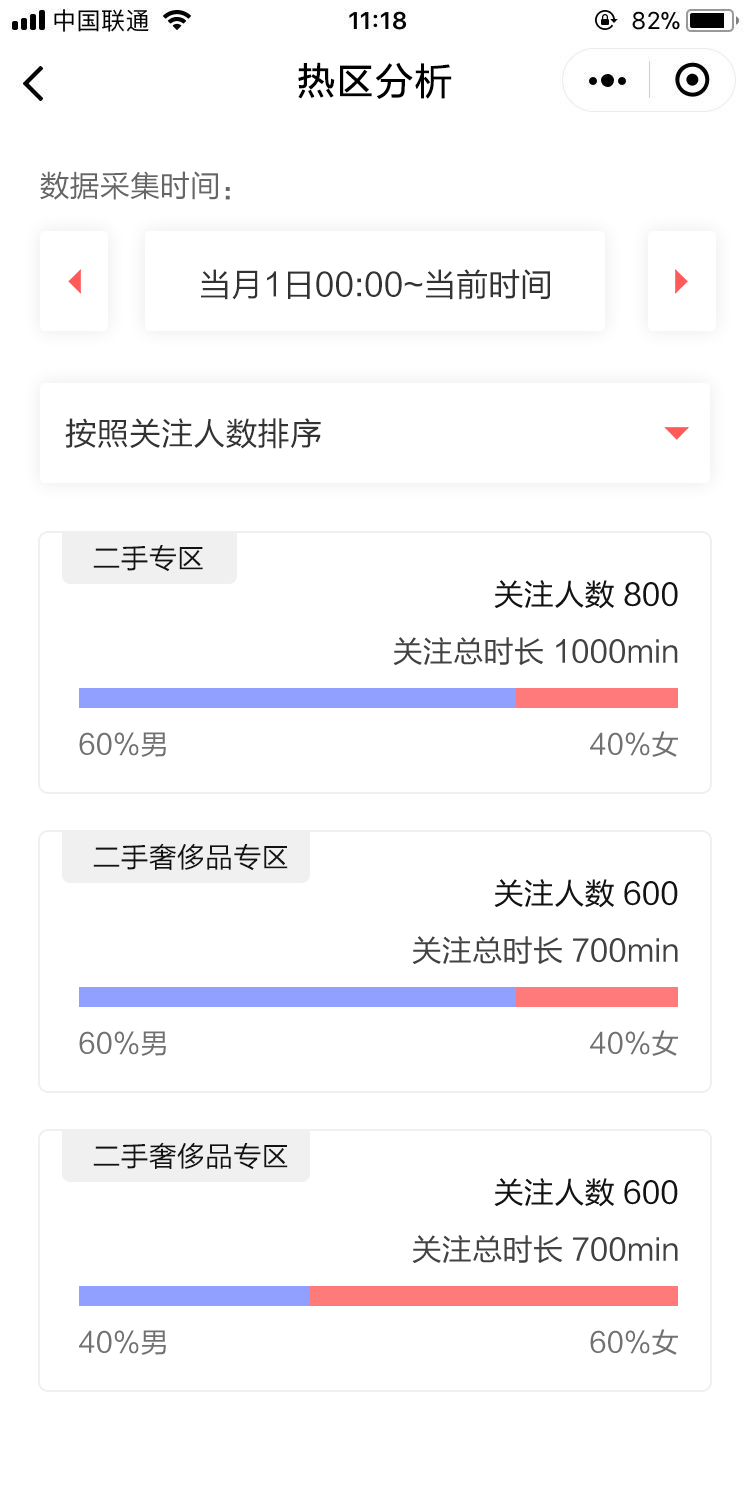 中国联通 11:18 82%
热区分析
数据采集时间：
当月1日00:00~当前时间
按照关注人数排序
二手专区
关注人数 800
关注总时长 1000min
60%男 40%女
二手奢侈品专区
关注人数 600
关注总时长 700min
60%男 40%女
二手奢侈品专区
关注人数 600
关注总时长 700min
40%男 60%女